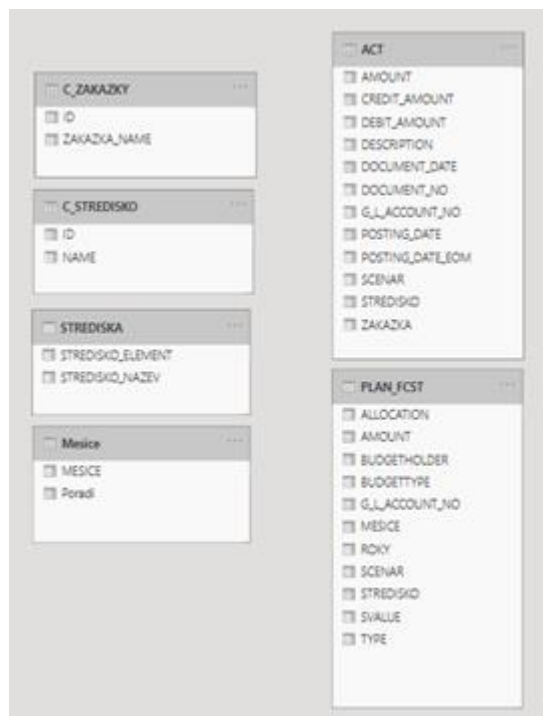 C_ZAKAZKY
ID
ZAKAZKA_NAME
C_STREDISKO
ID
NAME
STREDISKA
STREDISKO_ELEMENT
STREDISKO_NAZEV
Mesice
MESICE
Poradi
ACT
AMOUNT
CREDIT_AMOUNT
DEBIT_AMOUNT
DESCRIPTION
DOCUMENT_DATE
DOCUMENT_NO
G_L_ACCOUNT_NO
POSTING_DATE
POSTING_DATE_EOM
SCENAR
STREDISKO
ZAKAZKA
PLAN_FCST
ALLOCATION
AMOUNT
BUDGETHOLDER
BUDGETTYPE
G_L_ACCOUNT_NO
MESICE
ROKY
SCENAR
STREDISKO
SVALUE
TYPE